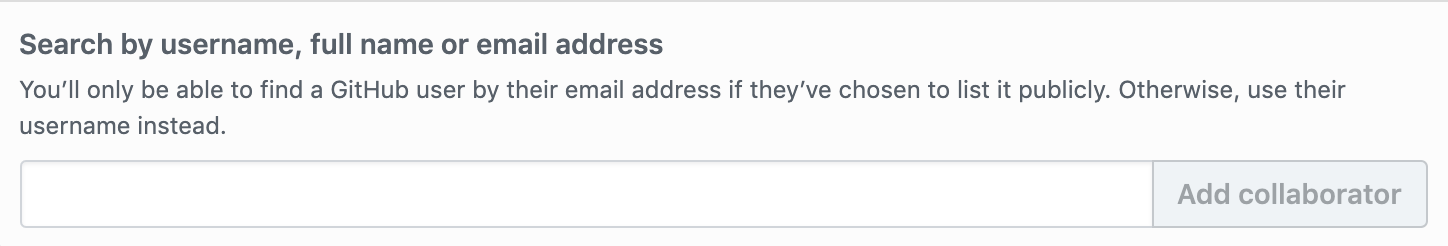 Search by username, full name or email address
You’ll only be able to find a GitHub user by their email address if they’ve chosen to list it publicly. Otherwise, use their
username instead.
Add collaborator